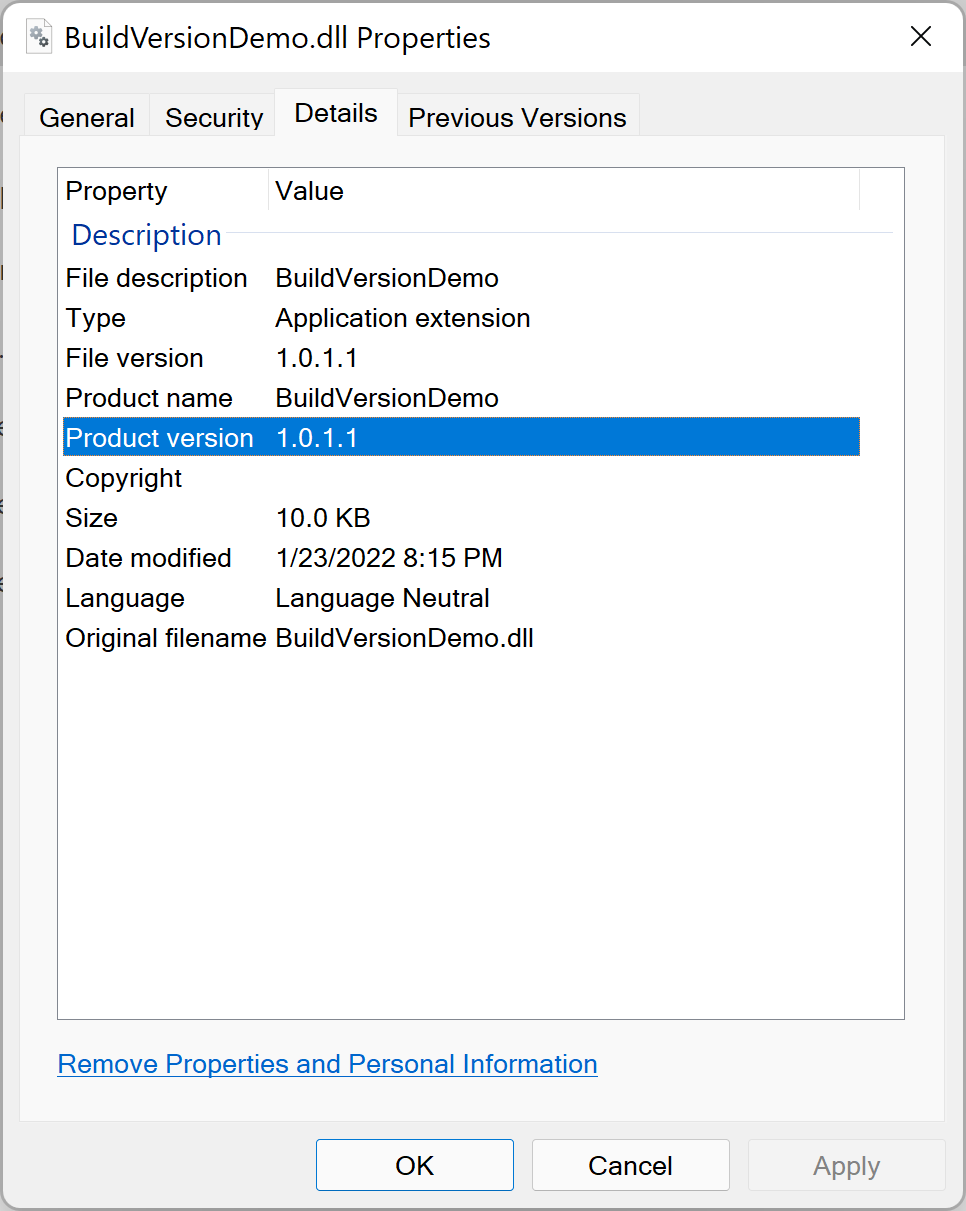 BuildVersionDemo.dll Properties
General Security Details Previous Versions
Property Value
Description
File description BuildVersionDemo
Type Application extension
File version 1.0.1.1
Product name BuildVersionDemo
Product version 1.0.1.1
Copyright
Size 10.0 KB
Date modified 1/23/2022 8:15 PM
Language Language Neutral
Original filename BuildVersionDemo.dll
Remove Properties and Personal Information
OK Cancel Apply